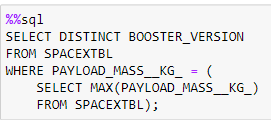 %%sql
SELECT DISTINCT BOOSTER_VERSION
FROM SPACEXTBL
WHERE PAYLOAD_MASS__KG_ = (
    SELECT MAX(PAYLOAD_MASS__KG_)
    FROM SPACEXTBL);